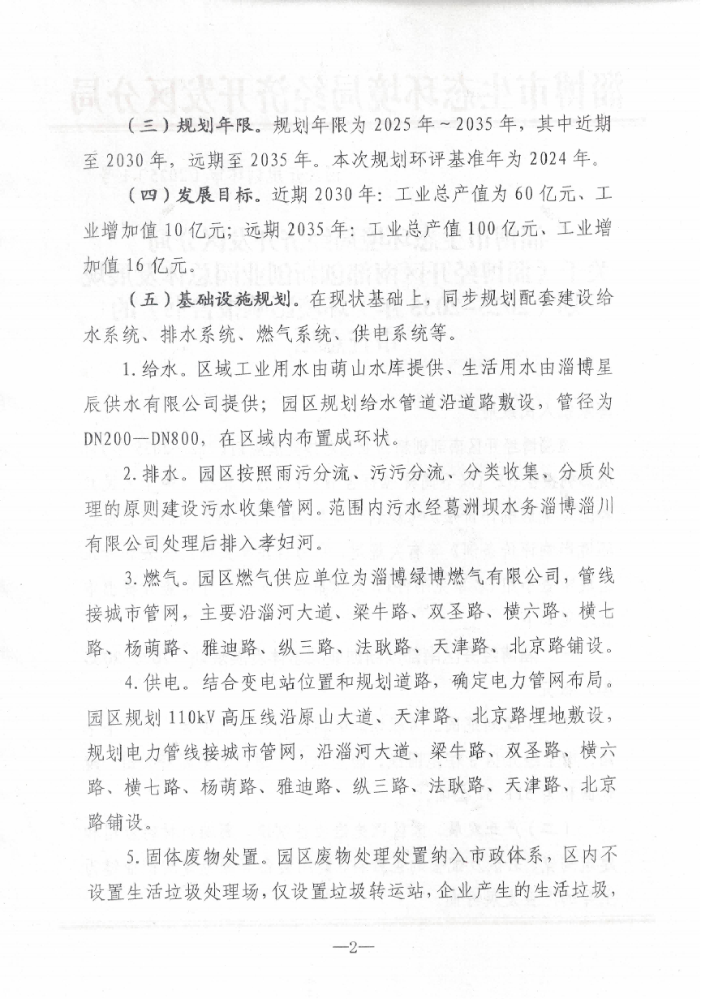 （三）规划年限。规划年限为 2025 年～2035 年，其中近期
至 2030 年，远期至 2035 年。本次规划环评基准年为 2024 年。
（四）发展目标。近期 2030 年：工业总产值为 60 亿元、工
业增加值 10 亿元；远期 2035 年：工业总产值 100 亿元、工业增
加值 16 亿元。
（五）基础设施规划。在现状基础上，同步规划配套建设给
水系统、排水系统、燃气系统、供电系统等。
1.给水。区域工业用水由萌山水库提供、生活用水由淄博星
辰供水有限公司提供；园区规划给水管道沿道路敷设，管径为
DN200—DN800，在区域内布置成环状。
2.排水。园区按照雨污分流、污污分流、分类收集、分质处
理的原则建设污水收集管网。范围内污水经葛洲坝水务淄博淄川
有限公司处理后排入孝妇河。
3.燃气。园区燃气供应单位为淄博绿博燃气有限公司，管线
接城市管网，主要沿淄河大道、梁牛路、双圣路、横六路、横七
路、杨萌路、雅迪路、纵三路、法耿路、天津路、北京路铺设。
4.供电。结合变电站位置和规划道路，确定电力管网布局。
园区规划 110kV 高压线沿原山大道、天津路、北京路埋地敷设，
规划电力管线接城市管网，沿淄河大道、梁牛路、双圣路、横六
路、横七路、杨萌路、雅迪路、纵三路、法耿路、天津路、北京
路铺设。
5.固体废物处置。园区废物处理处置纳入市政体系，区内不
设置生活垃圾处理场，仅设置垃圾转运站，企业产生的生活垃圾，
—2—